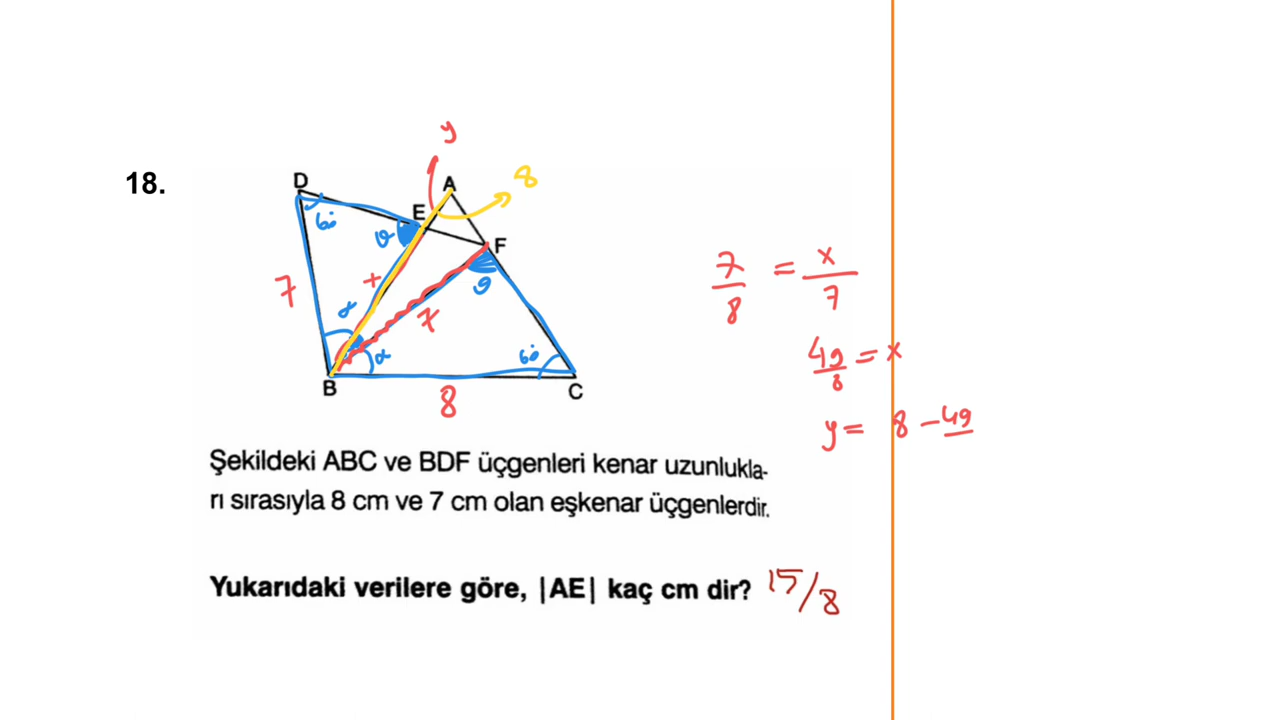 y
18.
D
A
8
60
E
θ
F
7
x
α
7
θ
α
60
B
8
C
7/8 = x/7
49/8 = x
y = 8 - 49
Şekildeki ABC ve BDF üçgenleri kenar uzunlukla-
rı sırasıyla 8 cm ve 7 cm olan eşkenar üçgenlerdir.
Yukarıdaki verilere göre, |AE| kaç cm dir? 15/8